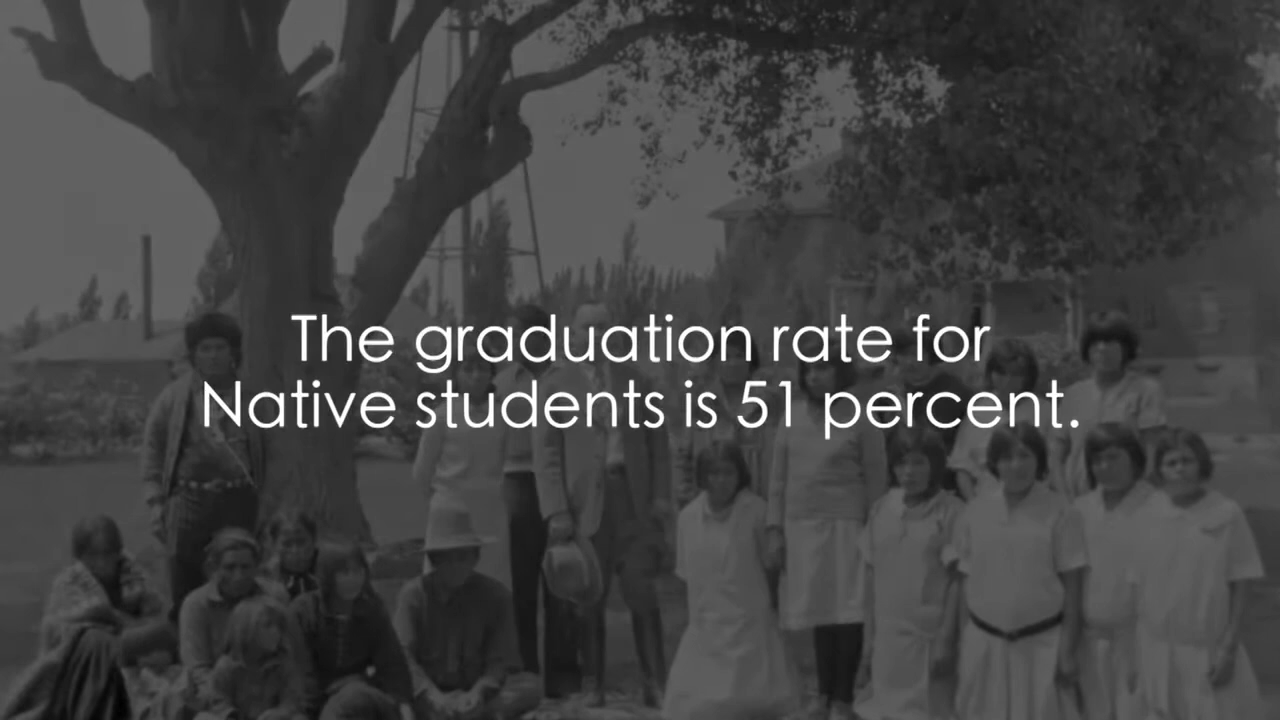 The graduation rate for
Native students is 51 percent.